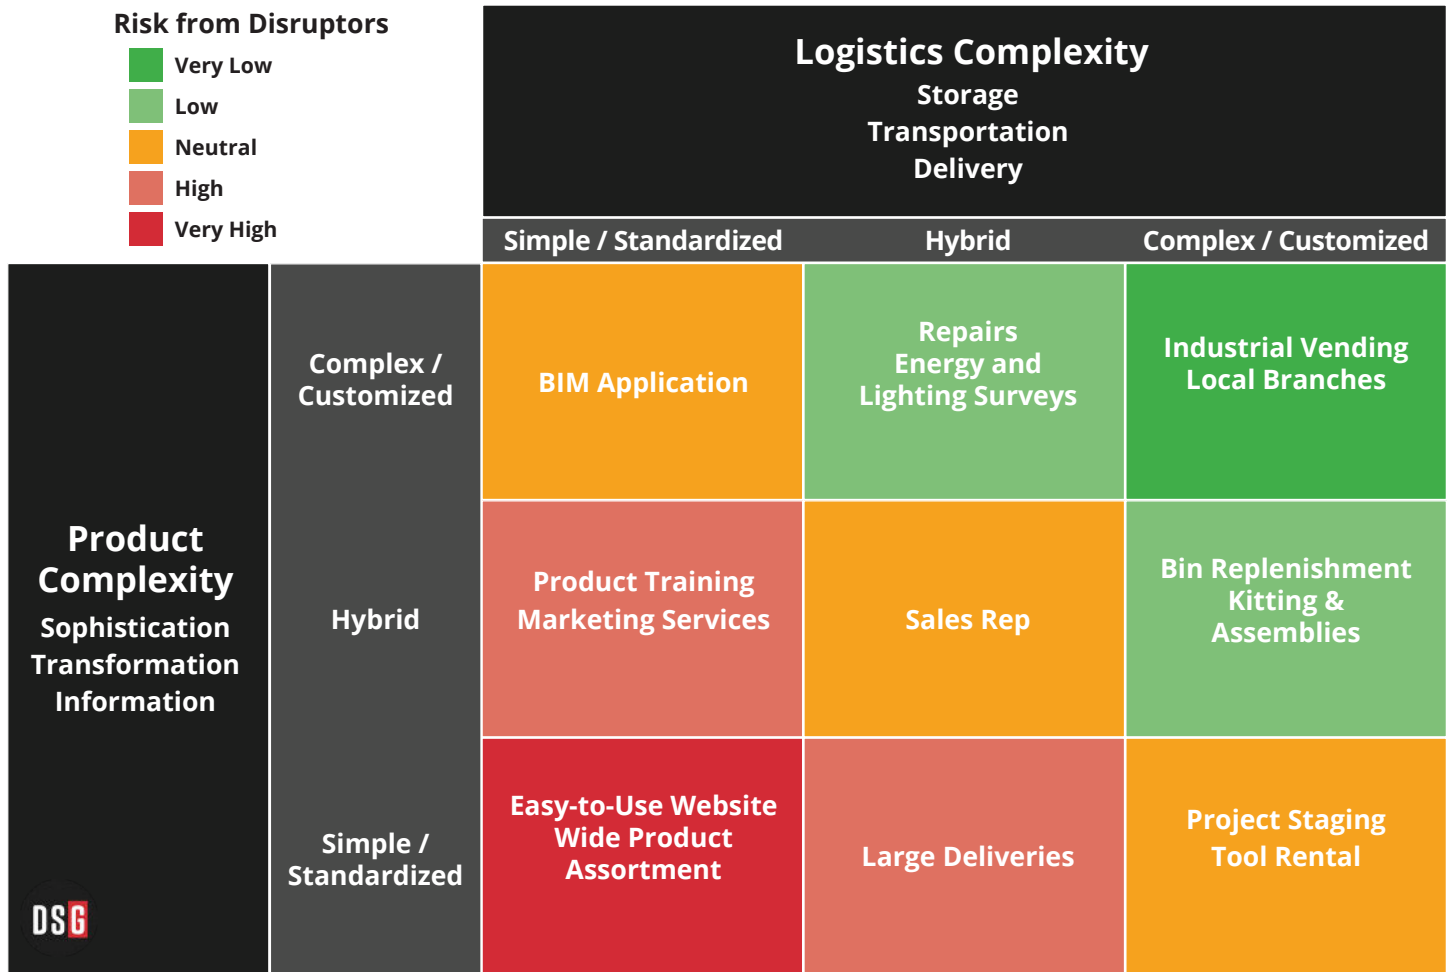 Risk from Disruptors
Very Low
Low
Neutral
High
Very High
Logistics Complexity
Storage
Transportation
Delivery
Simple / Standardized
Hybrid
Complex / Customized
Product
Complexity
Sophistication
Transformation
Information
Complex /
Customized
BIM Application
Repairs
Energy and
Lighting Surveys
Industrial Vending
Local Branches
Hybrid
Product Training
Marketing Services
Sales Rep
Bin Replenishment
Kitting &
Assemblies
Simple /
Standardized
Easy-to-Use Website
Wide Product
Assortment
Large Deliveries
Project Staging
Tool Rental
DSG